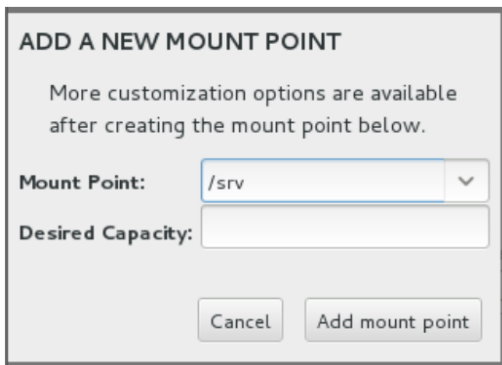 ADD A NEW MOUNT POINT
More customization options are available
after creating the mount point below.
Mount Point: /srv
Desired Capacity:
Cancel Add mount point